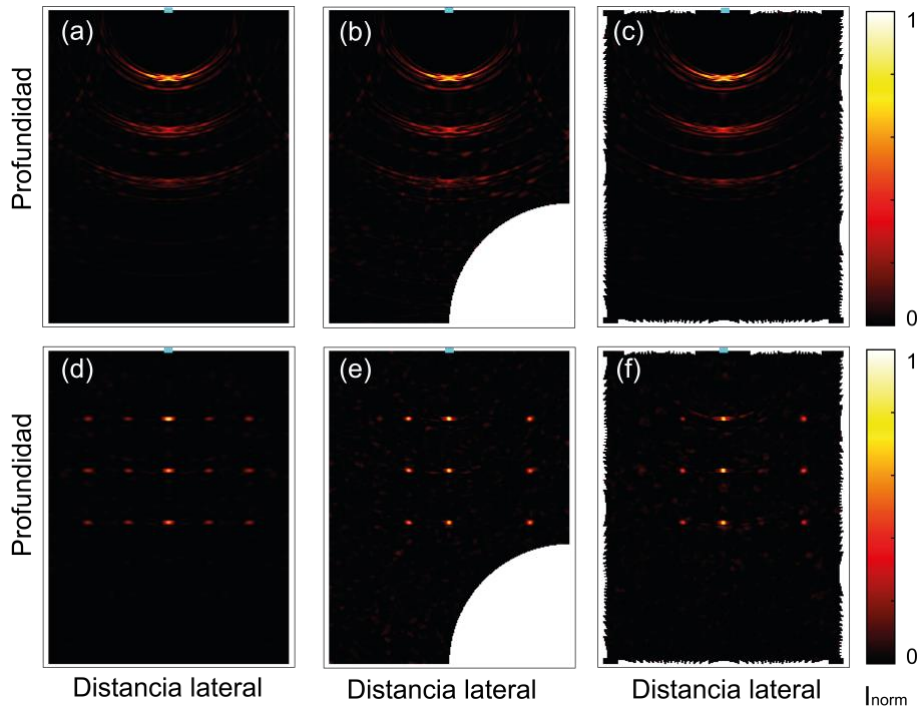 (a) (b) (c) 1
Profundidad
0
(d) (e) (f) 1
Profundidad
0
Distancia lateral Distancia lateral Distancia lateral Inorm